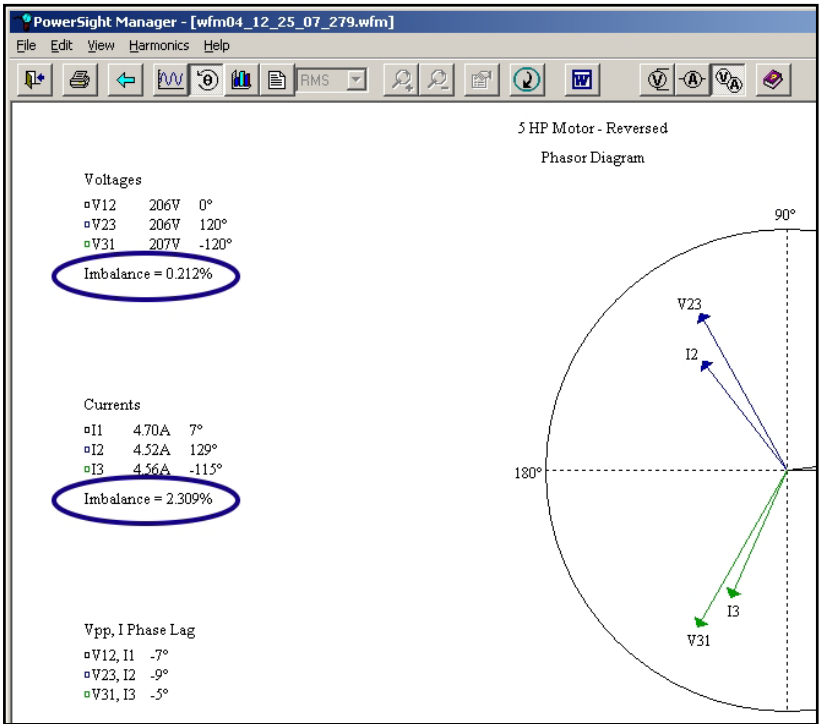 PowerSight Manager - [wfm04_12_25_07_279.wfm]
File Edit View Harmonics Help
RMS
W
V A V A
5 HP Motor - Reversed
Phasor Diagram
Voltages
V12 206V 0°
V23 206V 120°
V31 207V -120°
Imbalance = 0.212%
Currents
I1 4.70A 7°
I2 4.52A 129°
I3 4.56A -115°
Imbalance = 2.309%
Vpp, I Phase Lag
V12, I1 -7°
V23, I2 -9°
V31, I3 -5°
90°
V23
I2
180°
I3
V31